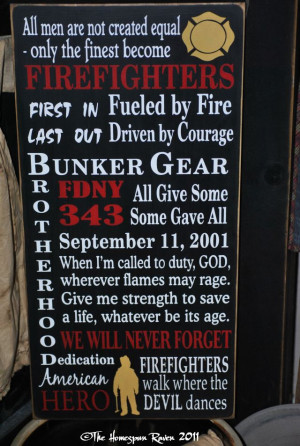 All men are not created equal
- only the finest become
FIREFIGHTERS
FIRST IN Fueled by Fire
LAST OUT Driven by Courage
BUNKER GEAR
BROTHERHOOD
FDNY All Give Some
343 Some Gave All
September 11, 2001
When I'm called to duty, GOD,
wherever flames may rage.
Give me strength to save
a life, whatever be its age.
WE WILL NEVER FORGET
Dedication
American
HERO
FIREFIGHTERS
walk where the
DEVIL dances
©The Homespun Raven 2011